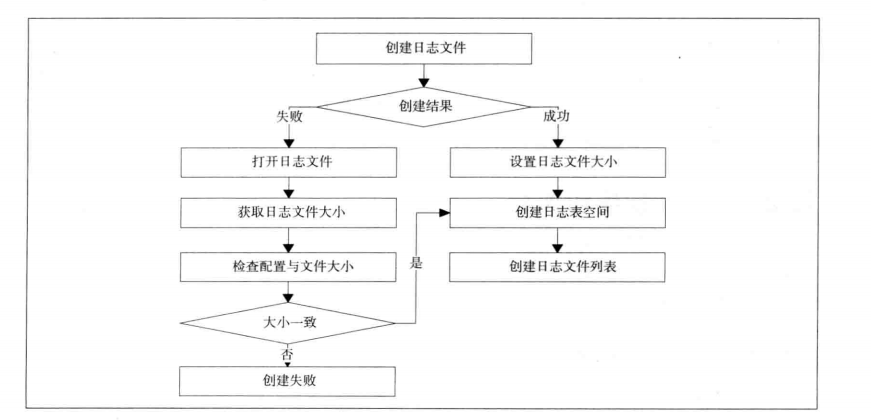 创建日志文件
创建结果
失败
成功
打开日志文件
设置日志文件大小
获取日志文件大小
创建日志表空间
检查配置与文件大小
是
创建日志文件列表
大小一致
否
创建失败